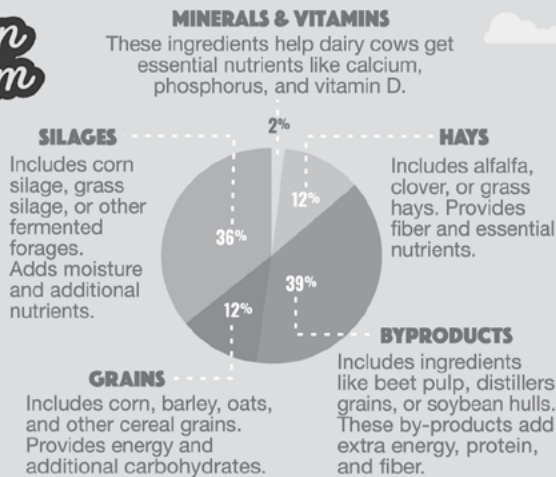 MINERALS & VITAMINS
These ingredients help dairy cows get
essential nutrients like calcium,
phosphorus, and vitamin D.
2%
SILAGES
Includes corn
silage, grass
silage, or other
fermented
forages.
Adds moisture
and additional
nutrients.
36%
HAYS
Includes alfalfa,
clover, or grass
hays. Provides
fiber and essential
nutrients.
12%
39%
12%
GRAINS
Includes corn, barley, oats,
and other cereal grains.
Provides energy and
additional carbohydrates.
BYPRODUCTS
Includes ingredients
like beet pulp, distillers
grains, or soybean hulls.
These by-products add
extra energy, protein,
and fiber.